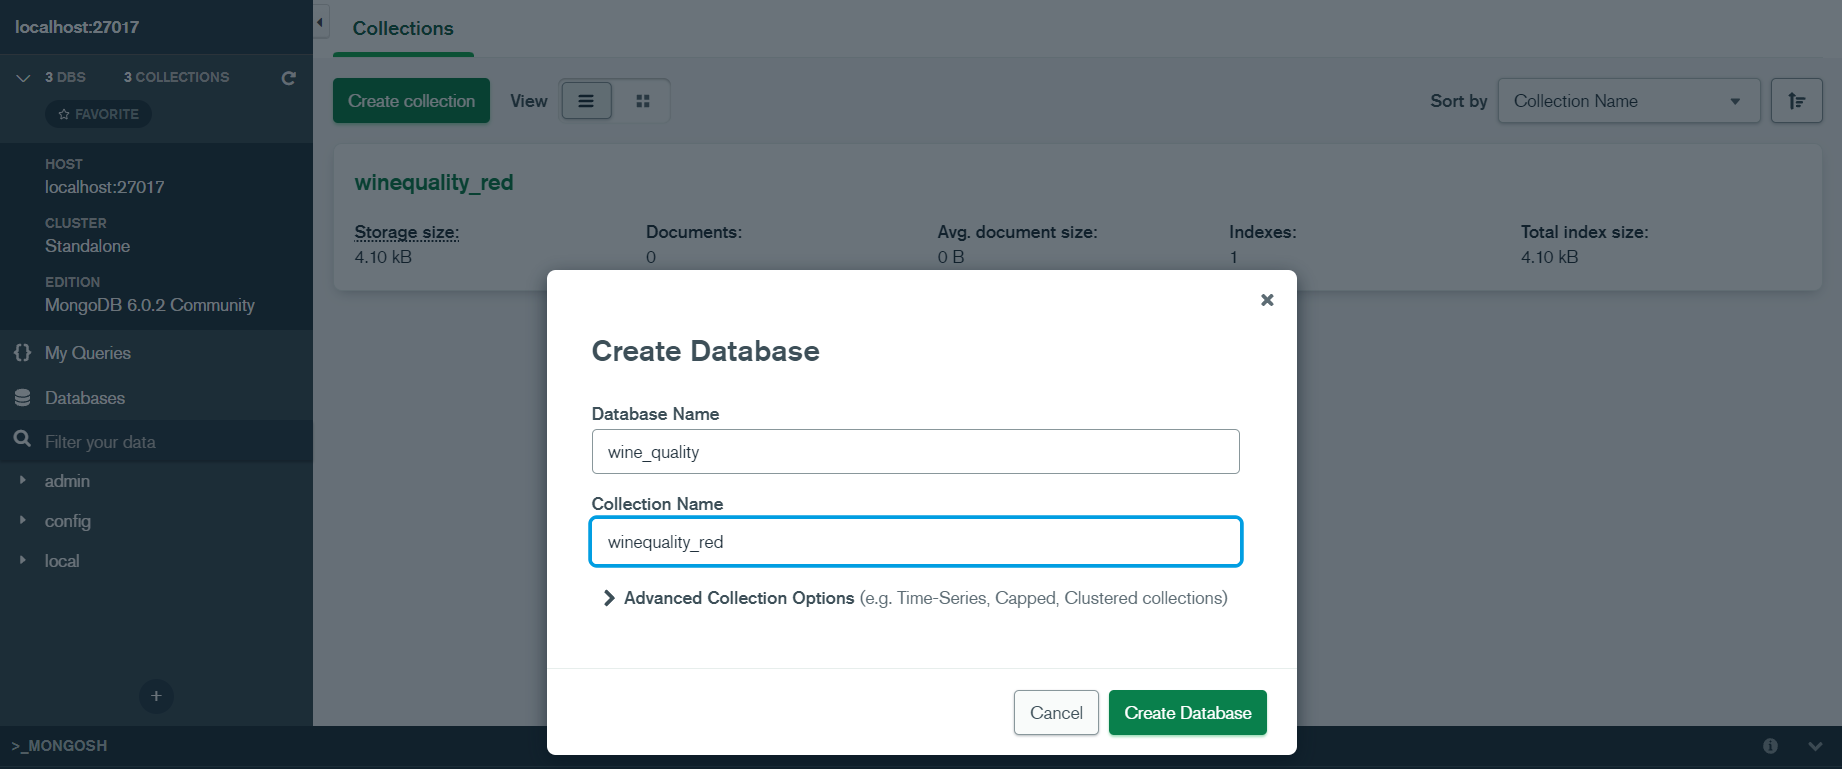 localhost:27017
3 DBS 3 COLLECTIONS
FAVORITE
HOST
localhost:27017
CLUSTER
Standalone
EDITION
MongoDB 6.0.2 Community
{} My Queries
Databases
Filter your data
admin
config
local
+
Collections
Create collection View Sort by Collection Name
winequality_red
Storage size: Documents: Avg. document size: Indexes: Total index size:
4.10 kB 0 0 B 1 4.10 kB
Create Database
Database Name
wine_quality
Collection Name
winequality_red
Advanced Collection Options (e.g. Time-Series, Capped, Clustered collections)
Cancel Create Database
>_MONGOSH